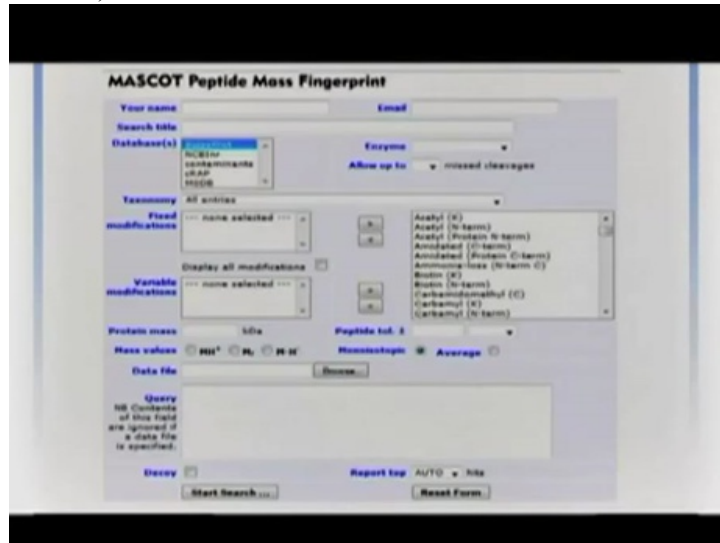 MASCOT Peptide Mass Fingerprint
Your name Email
Search title
Database(s) SwissProt Enzyme
NCBInr
contaminants Allow up to missed cleavages
cRAP
MSDB
Taxonomy All entries
Fixed modifications --- none selected --- > Acetyl (K)
< Acetyl (N-term)
Acetyl (Protein N-term)
Amidated (C-term)
Amidated (Protein C-term)
Display all modifications Ammonia-loss (N-term C)
Biotin (K)
Variable modifications --- none selected --- > Biotin (N-term)
< Carbamidomethyl (C)
Carbamyl (K)
Carbamyl (N-term)
Protein mass kDa Peptide tol. ±
Mass values MH+ Mr M-H- Monoisotopic Average
Data file Browse...
Query
NB Contents
of this field
are ignored if
a data file
is specified.
Decoy Report top AUTO hits
Start Search ... Reset Form